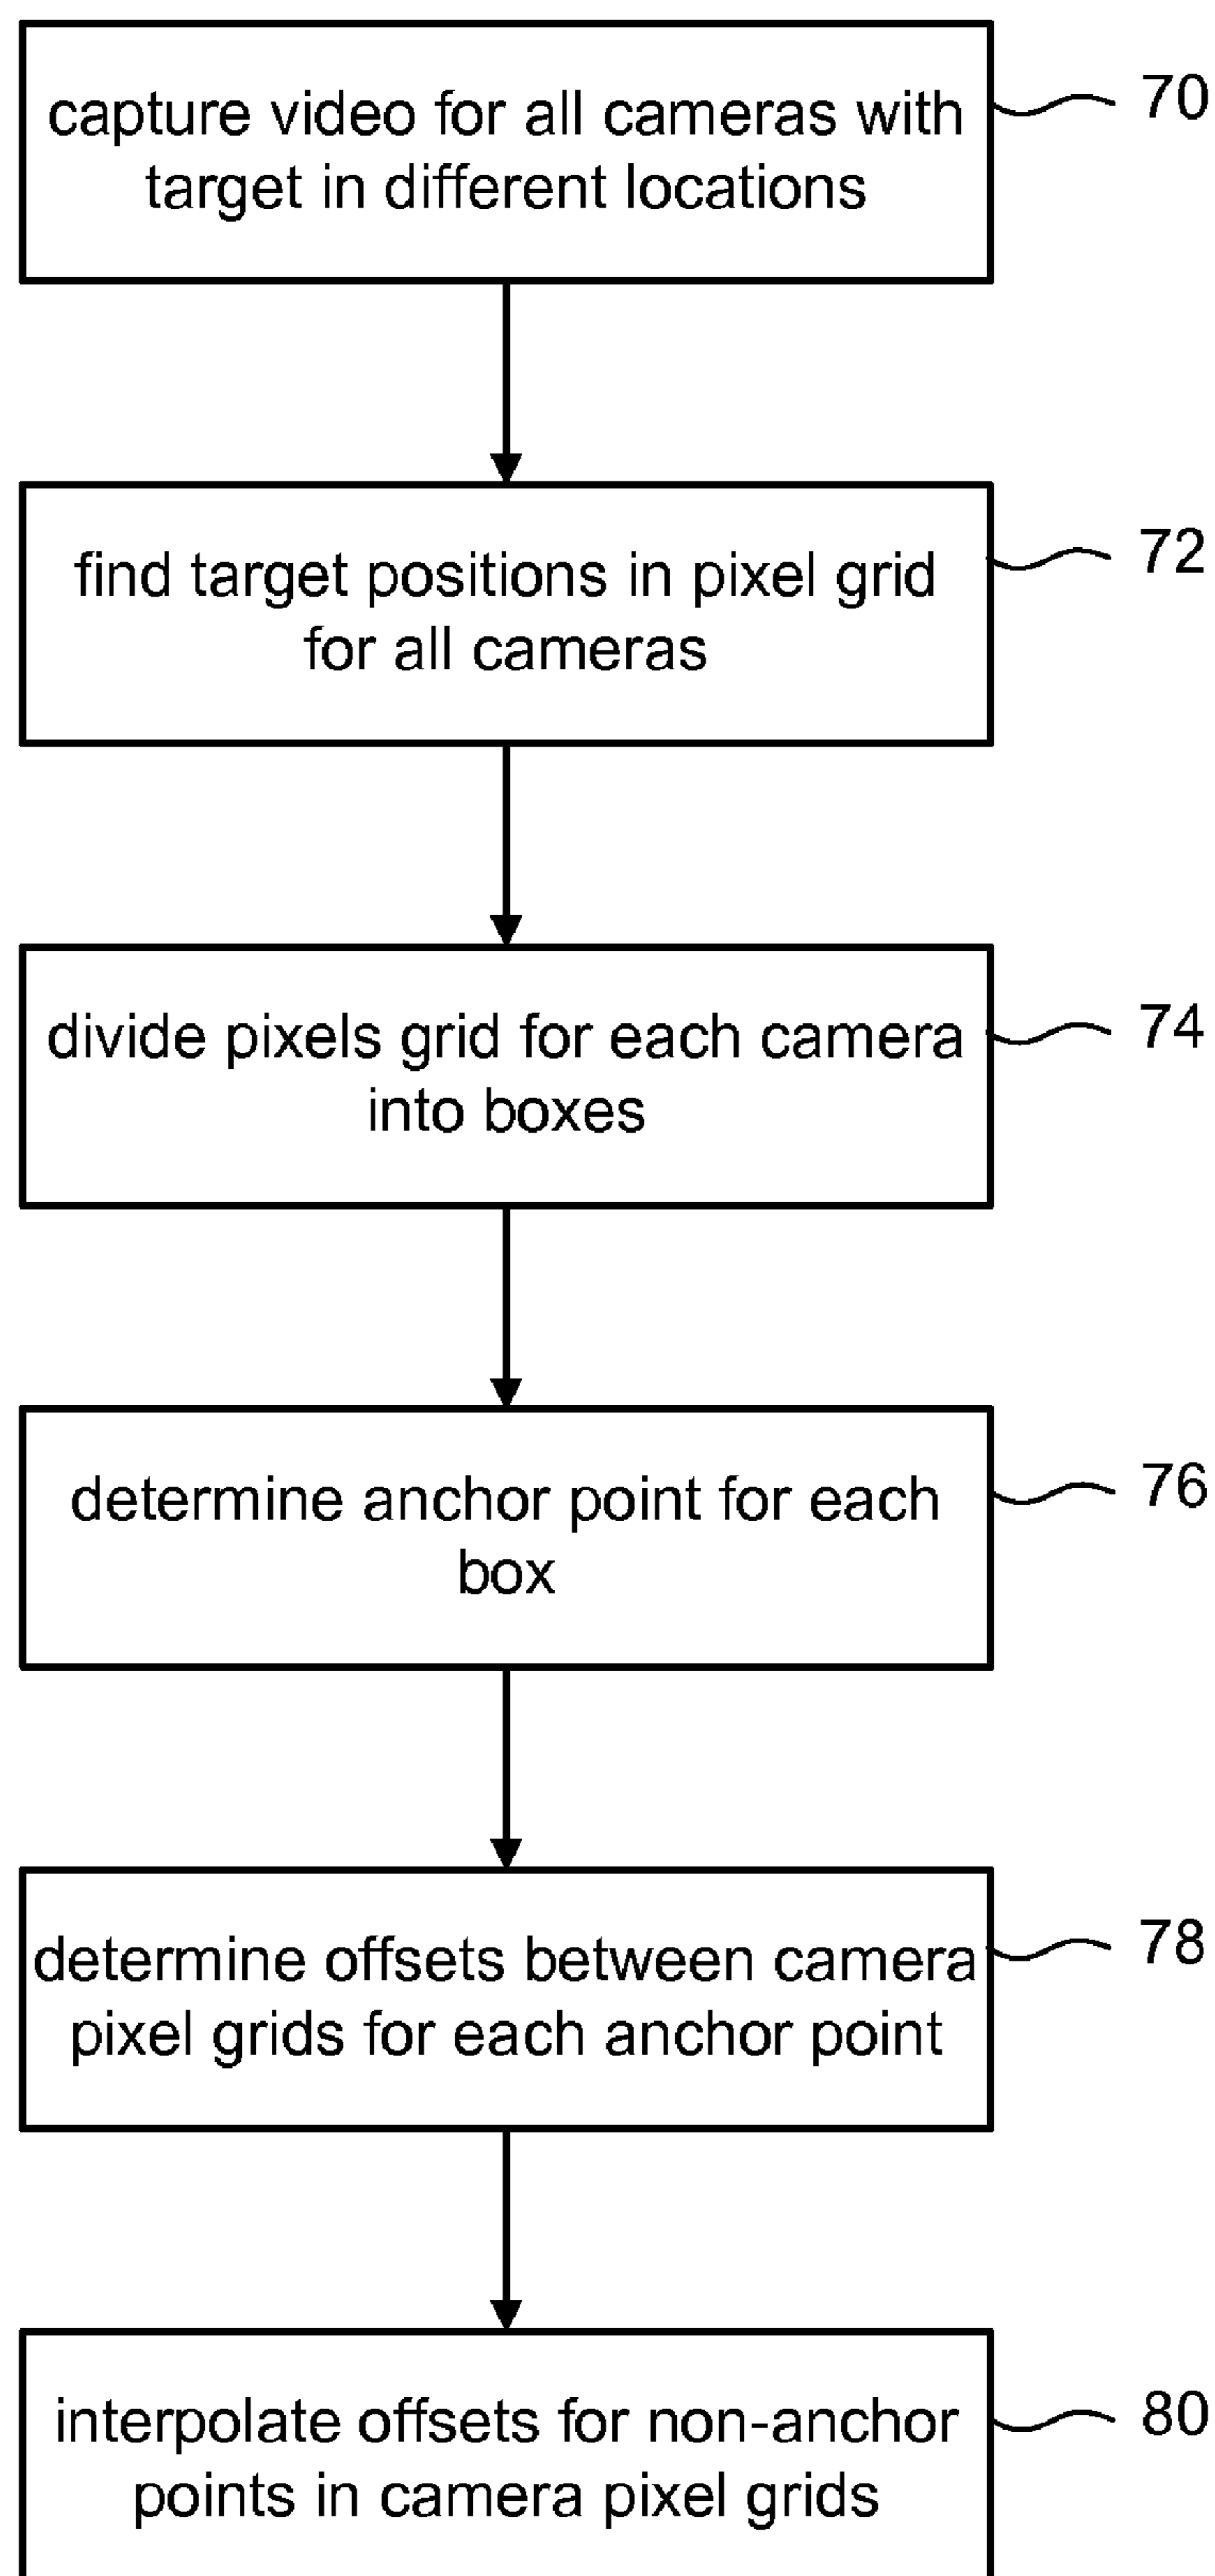 capture video for all cameras with
target in different locations
70
find target positions in pixel grid
for all cameras
72
divide pixels grid for each camera
into boxes
74
determine anchor point for each
box
76
determine offsets between camera
pixel grids for each anchor point
78
interpolate offsets for non-anchor
points in camera pixel grids
80